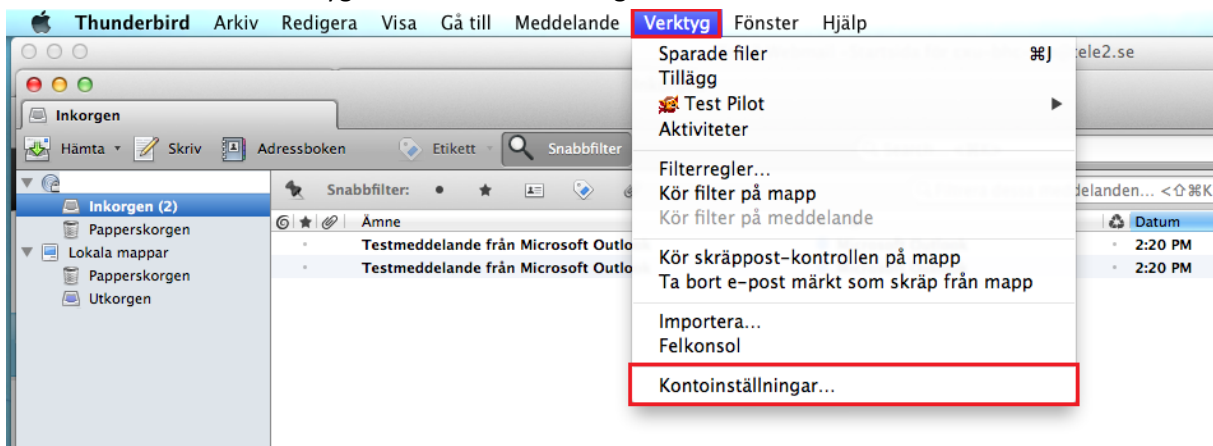 Thunderbird Arkiv Redigera Visa Gå till Meddelande Verktyg Fönster Hjälp
Sparade filer ⌘J
tele2.se
Tillägg
Test Pilot
Aktiviteter
Inkorgen
Hämta Skriv Adressboken Etikett Snabbfilter
Filterregler...
Kör filter på mapp
Kör filter på meddelande
Snabbfilter:
delanden... <⇧⌘K
Inkorgen (2)
Papperskorgen
Lokala mappar
Papperskorgen
Utkorgen
Ämne Datum
Testmeddelande från Microsoft Outlo 2:20 PM
Testmeddelande från Microsoft Outlo 2:20 PM
Kör skräppost-kontrollen på mapp
Ta bort e-post märkt som skräp från mapp
Importera...
Felkonsol
Kontoinställningar...